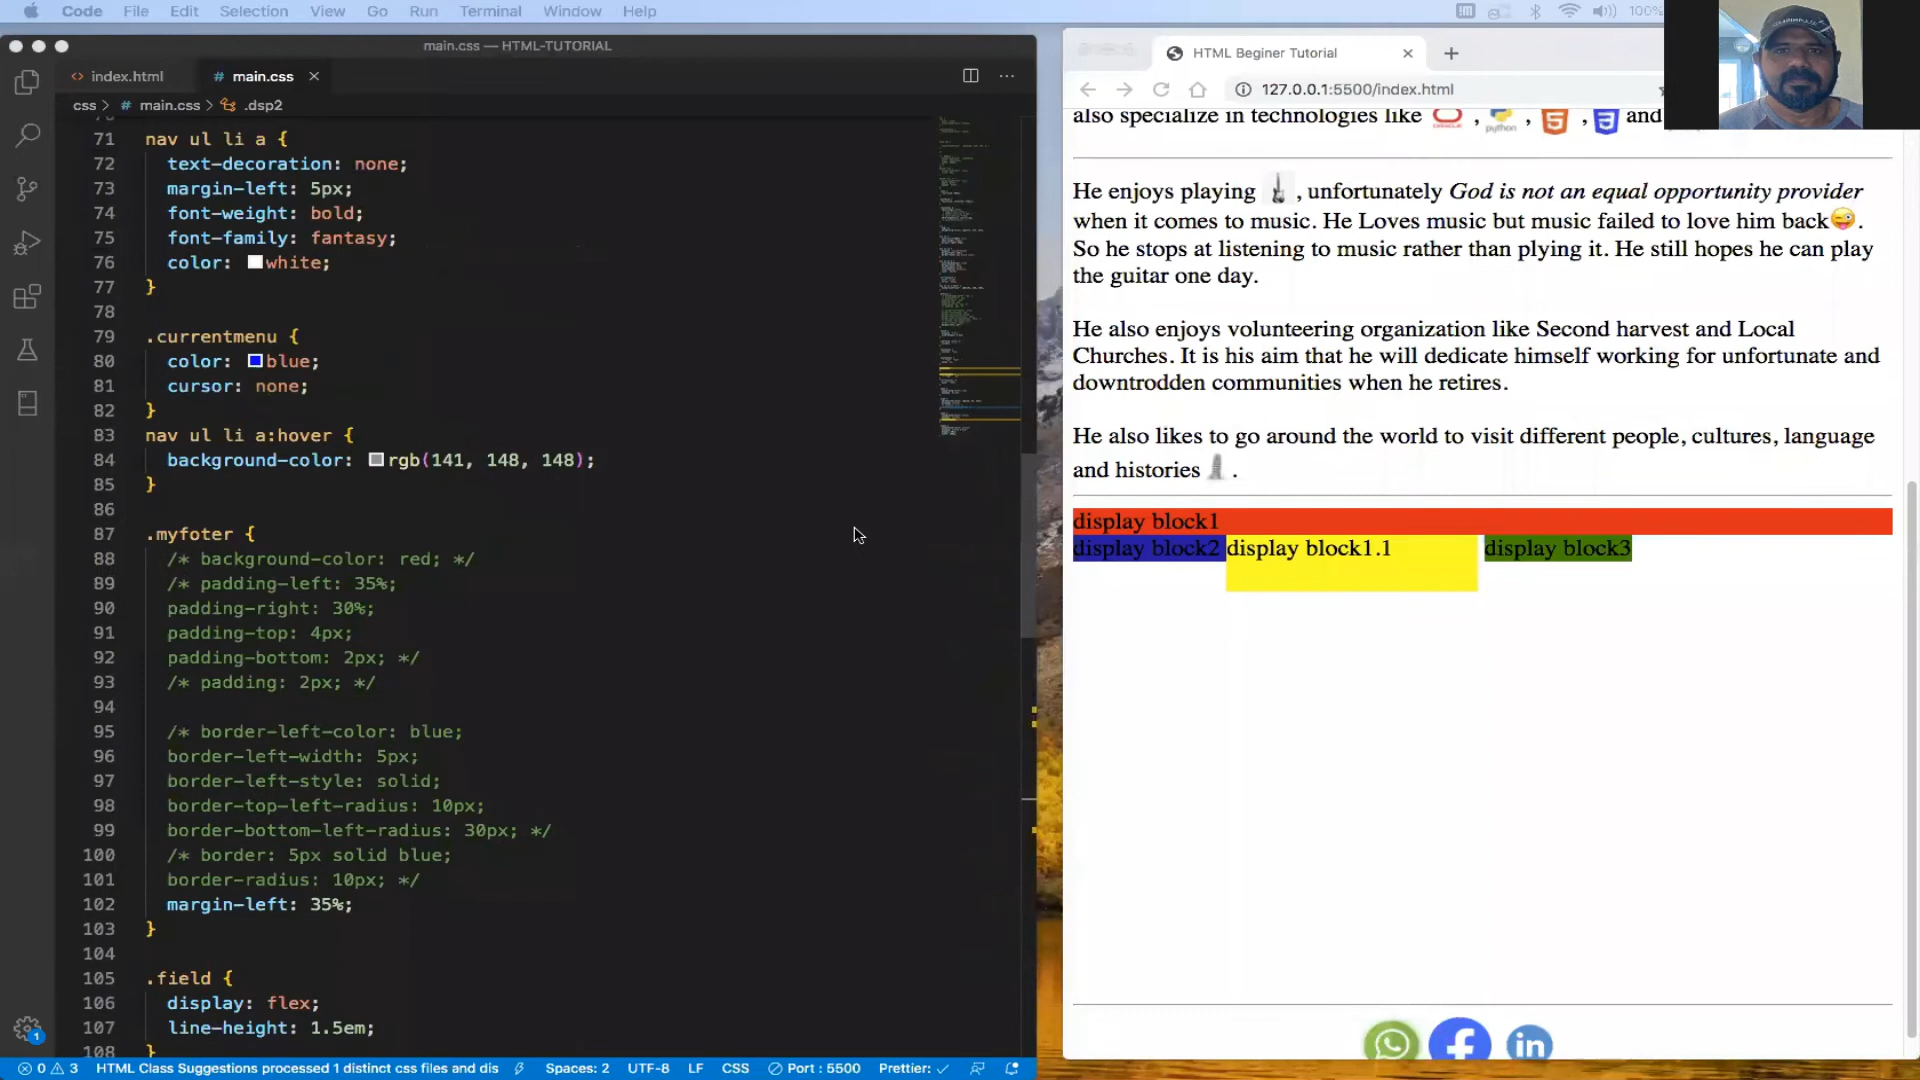 Code File Edit Selection View Go Run Terminal Window Help 100%
main.css — HTML-TUTORIAL
index.html # main.css
css > # main.css > .dsp2
71 nav ul li a {
72 text-decoration: none;
73 margin-left: 5px;
74 font-weight: bold;
75 font-family: fantasy;
76 color: white;
77 }
78
79 .currentmenu {
80 color: blue;
81 cursor: none;
82 }
83 nav ul li a:hover {
84 background-color: rgb(141, 148, 148);
85 }
86
87 .myfoter {
88 /* background-color: red; */
89 /* padding-left: 35%;
90 padding-right: 30%;
91 padding-top: 4px;
92 padding-bottom: 2px; */
93 /* padding: 2px; */
94
95 /* border-left-color: blue;
96 border-left-width: 5px;
97 border-left-style: solid;
98 border-top-left-radius: 10px;
99 border-bottom-left-radius: 30px; */
100 /* border: 5px solid blue;
101 border-radius: 10px; */
102 margin-left: 35%;
103 }
104
105 .field {
106 display: flex;
107 line-height: 1.5em;
108 }
1
0 3 HTML Class Suggestions processed 1 distinct css files and dis Spaces: 2 UTF-8 LF CSS Port : 5500 Prettier:
HTML Beginer Tutorial
127.0.0.1:5500/index.html
also specialize in technologies like ORACLE , python , 5 , 3 and
He enjoys playing , unfortunately God is not an equal opportunity provider
when it comes to music. He Loves music but music failed to love him back.
So he stops at listening to music rather than plying it. He still hopes he can play
the guitar one day.
He also enjoys volunteering organization like Second harvest and Local
Churches. It is his aim that he will dedicate himself working for unfortunate and
downtrodden communities when he retires.
He also likes to go around the world to visit different people, cultures, language
and histories .
display block1
display block2 display block1.1 display block3
f in